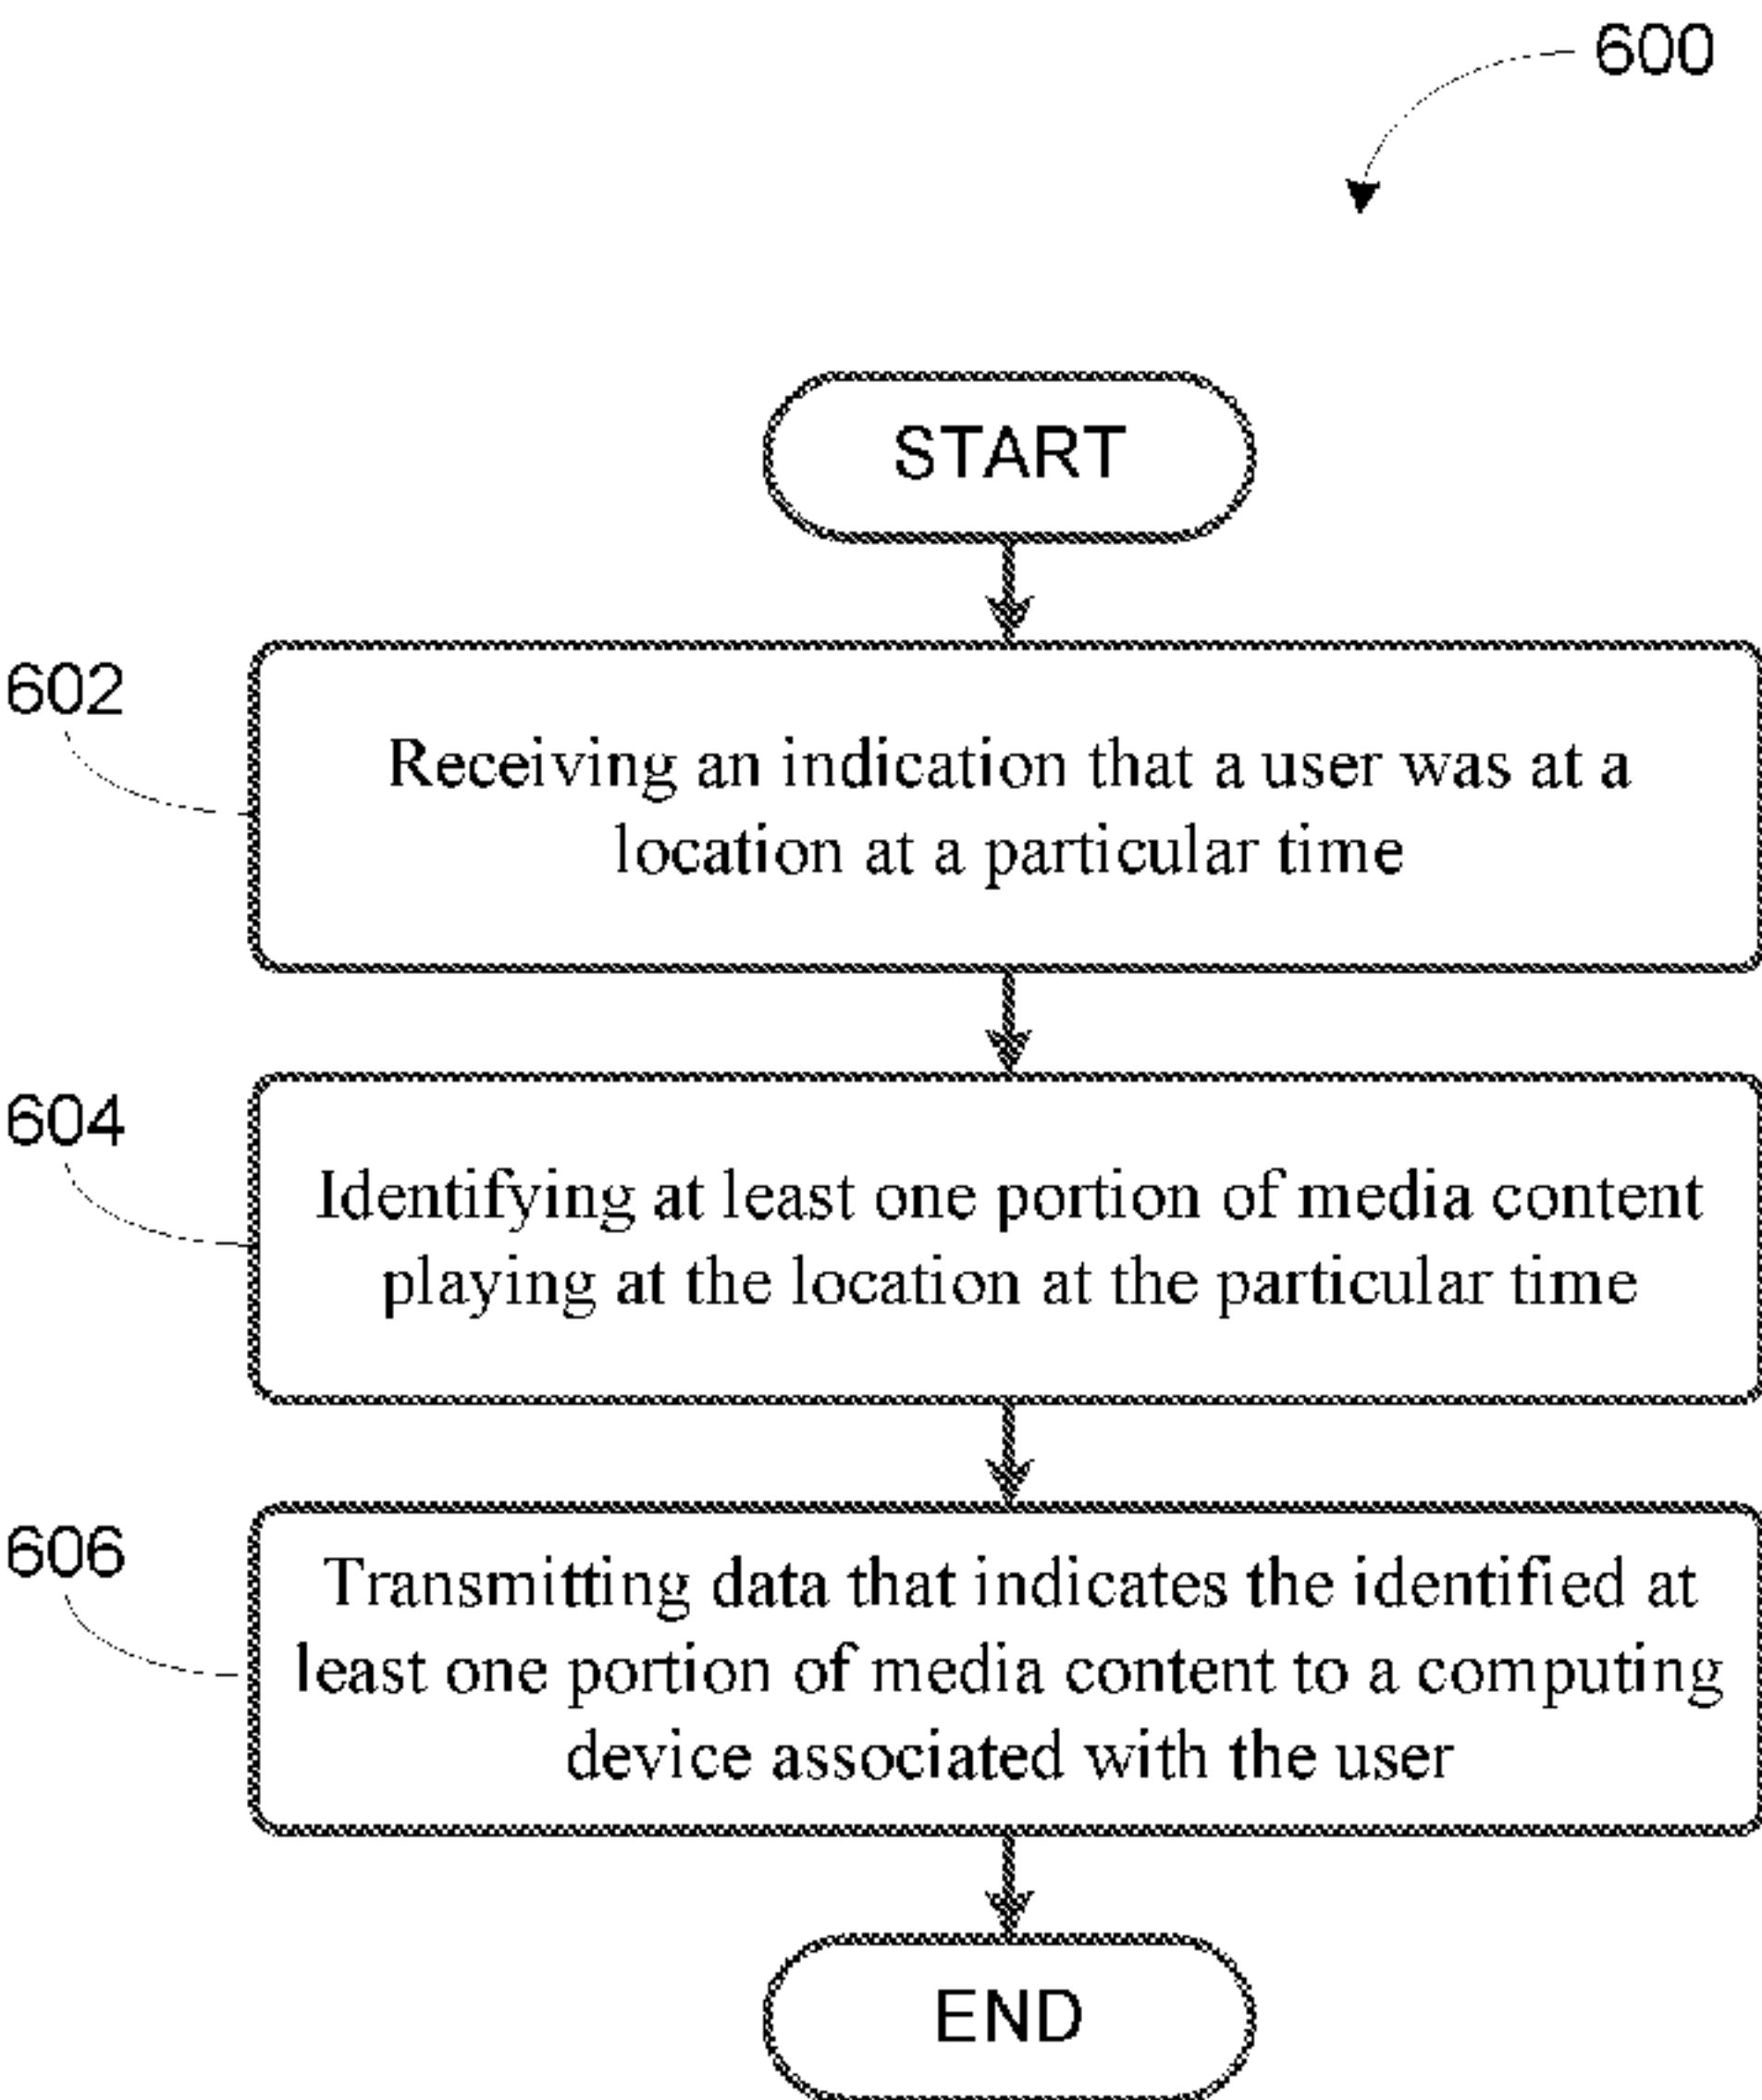 600
START
602
Receiving an indication that a user was at a
location at a particular time
604
Identifying at least one portion of media content
playing at the location at the particular time
606
Transmitting data that indicates the identified at
least one portion of media content to a computing
device associated with the user
END